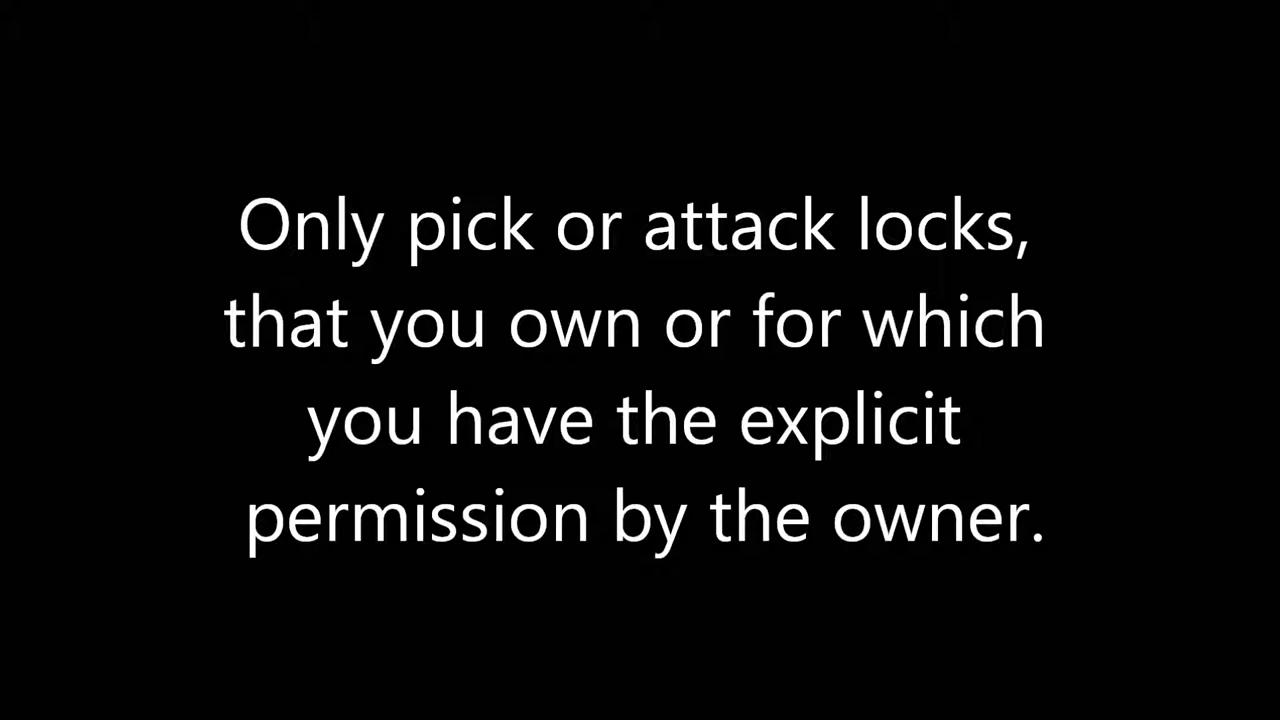 Only pick or attack locks,
that you own or for which
you have the explicit
permission by the owner.